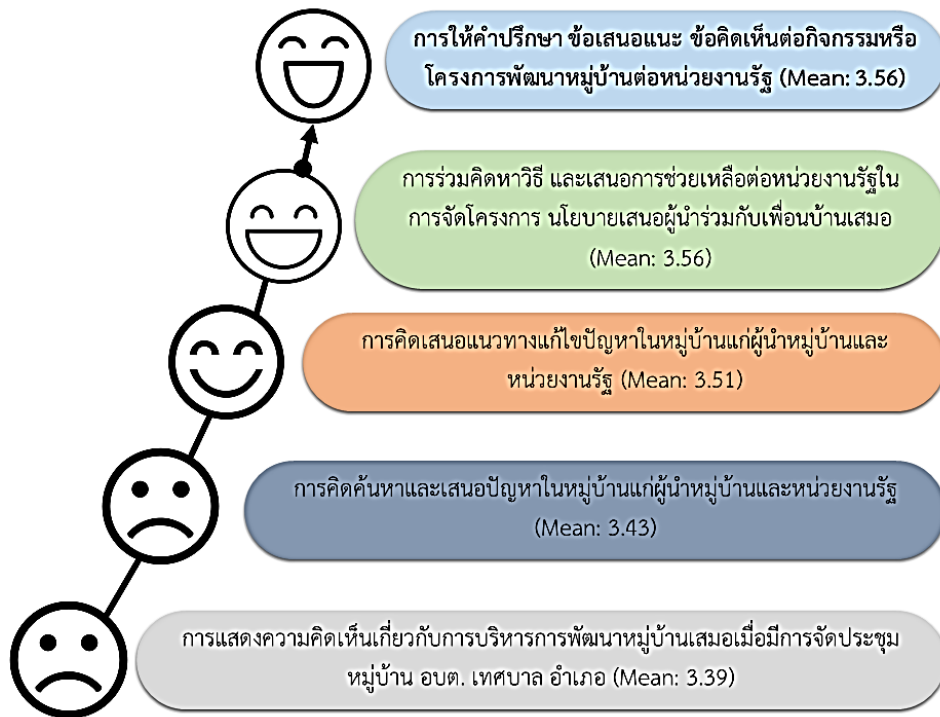 การให้คำปรึกษา ข้อเสนอแนะ ข้อคิดเห็นต่อกิจกรรมหรือ
โครงการพัฒนาหมู่บ้านต่อหน่วยงานรัฐ (Mean: 3.56)
การร่วมคิดหาวิธี และเสนอการช่วยเหลือต่อหน่วยงานรัฐใน
การจัดโครงการ นโยบายเสนอผู้นำร่วมกับเพื่อนบ้านเสมอ
(Mean: 3.56)
การคิดเสนอแนวทางแก้ไขปัญหาในหมู่บ้านแก่ผู้นำหมู่บ้านและ
หน่วยงานรัฐ (Mean: 3.51)
การคิดค้นหาและเสนอปัญหาในหมู่บ้านแก่ผู้นำหมู่บ้านและหน่วยงานรัฐ
(Mean: 3.43)
การแสดงความคิดเห็นเกี่ยวกับการบริหารการพัฒนาหมู่บ้านเสมอเมื่อมีการจัดประชุม
หมู่บ้าน อบต. เทศบาล อำเภอ (Mean: 3.39)